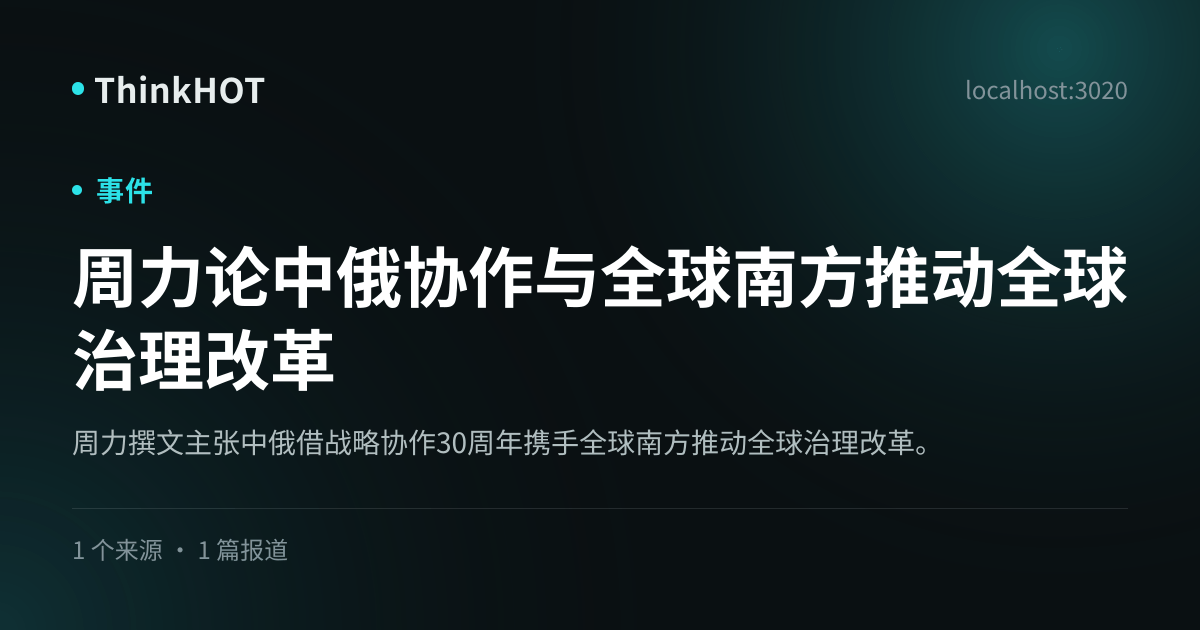 ThinkHOT
localhost:3020
事件
周力论中俄协作与全球南方推动全球
治理改革
周力撰文主张中俄借战略协作30周年携手全球南方推动全球治理改革。
1 个来源 · 1 篇报道